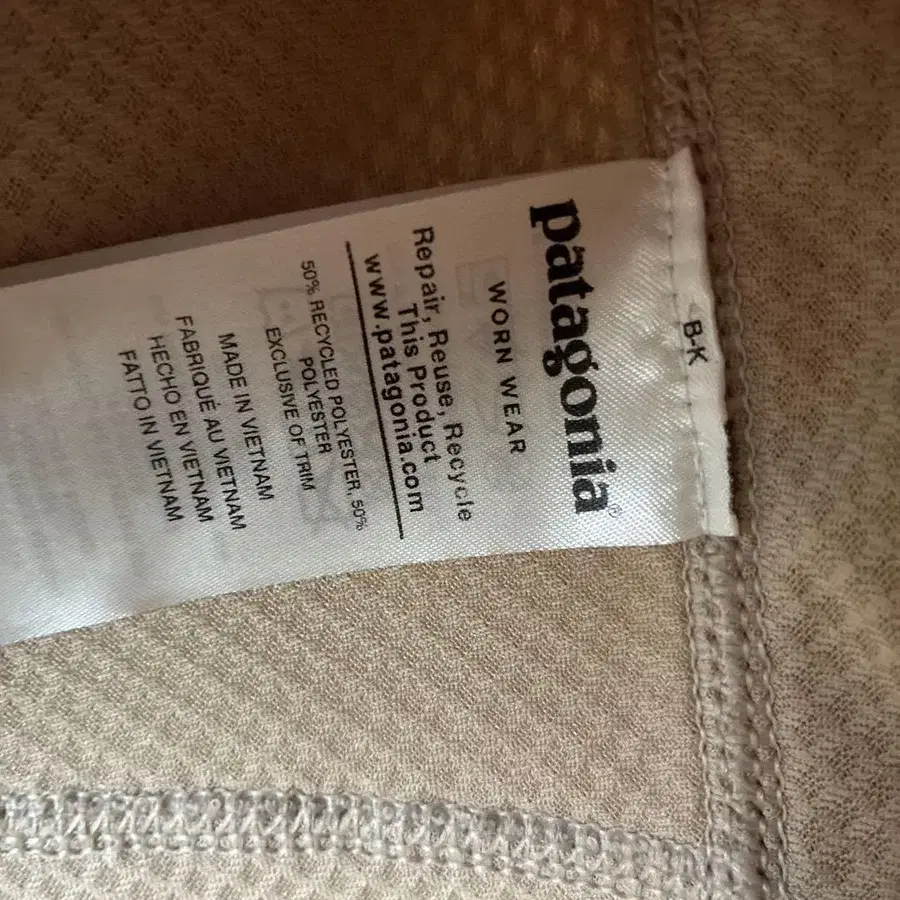 B-K
patagonia®
WORN WEAR
Repair, Reuse, Recycle
This Product
www.patagonia.com
50% RECYCLED POLYESTER, 50%
POLYESTER
EXCLUSIVE OF TRIM
MADE IN VIETNAM
FABRIQUÉ AU VIETNAM
HECHO EN VIETNAM
FATTO IN VIETNAM